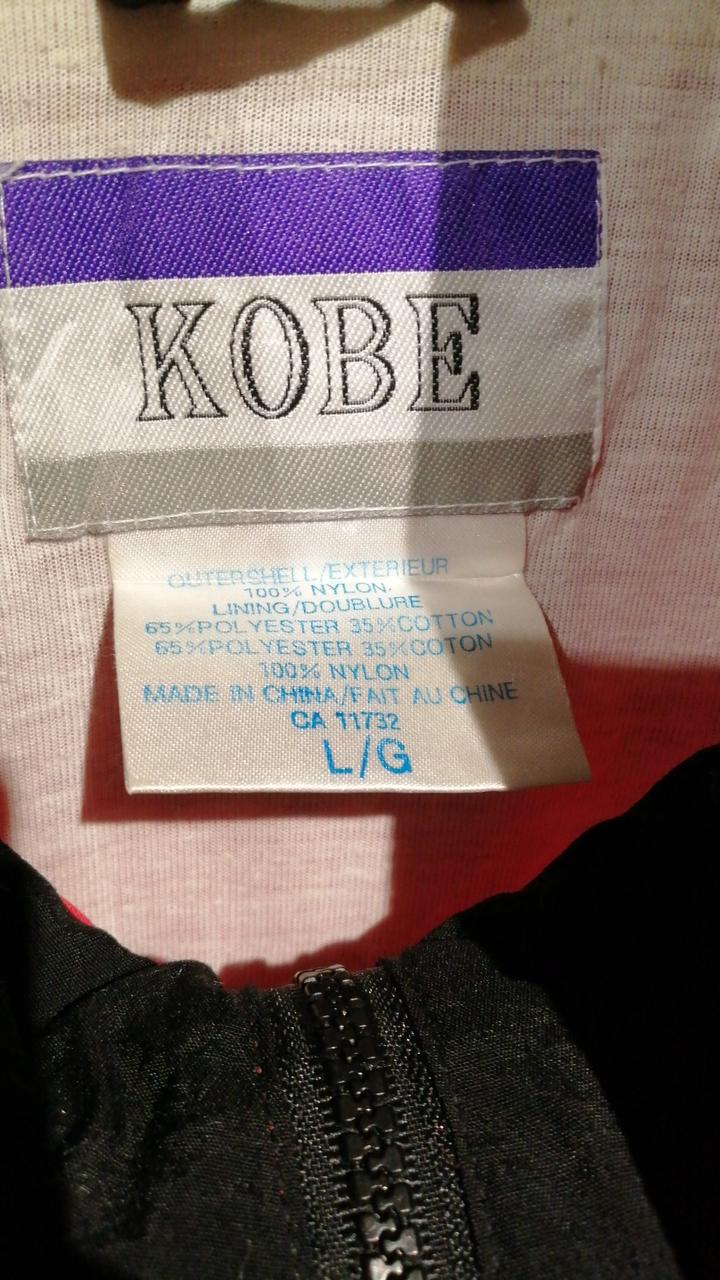 KOBE
OUTERSHELL/EXTERIEUR
100% NYLON.
LINING/DOUBLURE
65%POLYESTER 35%COTTON
65%POLYESTER 35%COTON
100% NYLON
MADE IN CHINA/FAIT AU CHINE
CA 11732
L/G